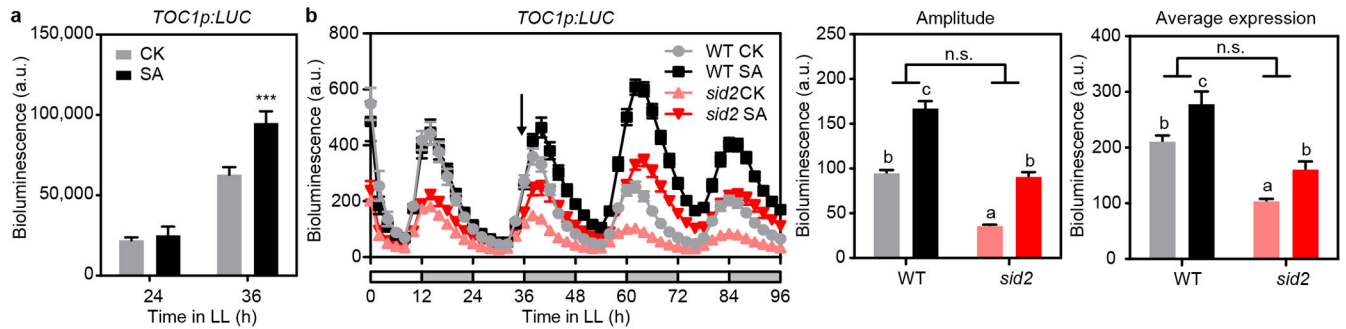 a
TOC1p:LUC
Bioluminescence (a.u.)
150,000
100,000
50,000
0
CK
SA
***
24
36
Time in LL (h)
b
TOC1p:LUC
Bioluminescence (a.u.)
800
600
400
200
0
WT CK
WT SA
sid2CK
sid2 SA
0 12 24 36 48 60 72 84 96
Time in LL (h)
Amplitude
Bioluminescence (a.u.)
250
200
150
100
50
0
n.s.
b
c
a
b
WT
sid2
Average expression
Bioluminescence (a.u.)
400
300
200
100
0
n.s.
b
c
a
b
WT
sid2